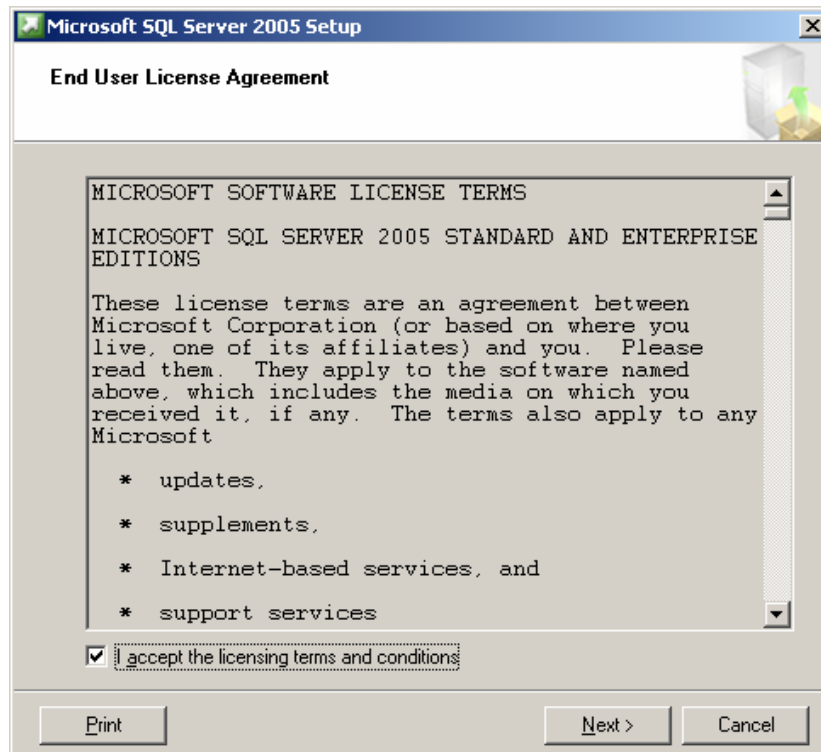 Microsoft SQL Server 2005 Setup
End User License Agreement
MICROSOFT SOFTWARE LICENSE TERMS
MICROSOFT SQL SERVER 2005 STANDARD AND ENTERPRISE
EDITIONS
These license terms are an agreement between
Microsoft Corporation (or based on where you
live, one of its affiliates) and you.  Please
read them.  They apply to the software named
above, which includes the media on which you
received it, if any.  The terms also apply to any
Microsoft
* updates,
* supplements,
* Internet-based services, and
* support services
I accept the licensing terms and conditions
Print Next > Cancel